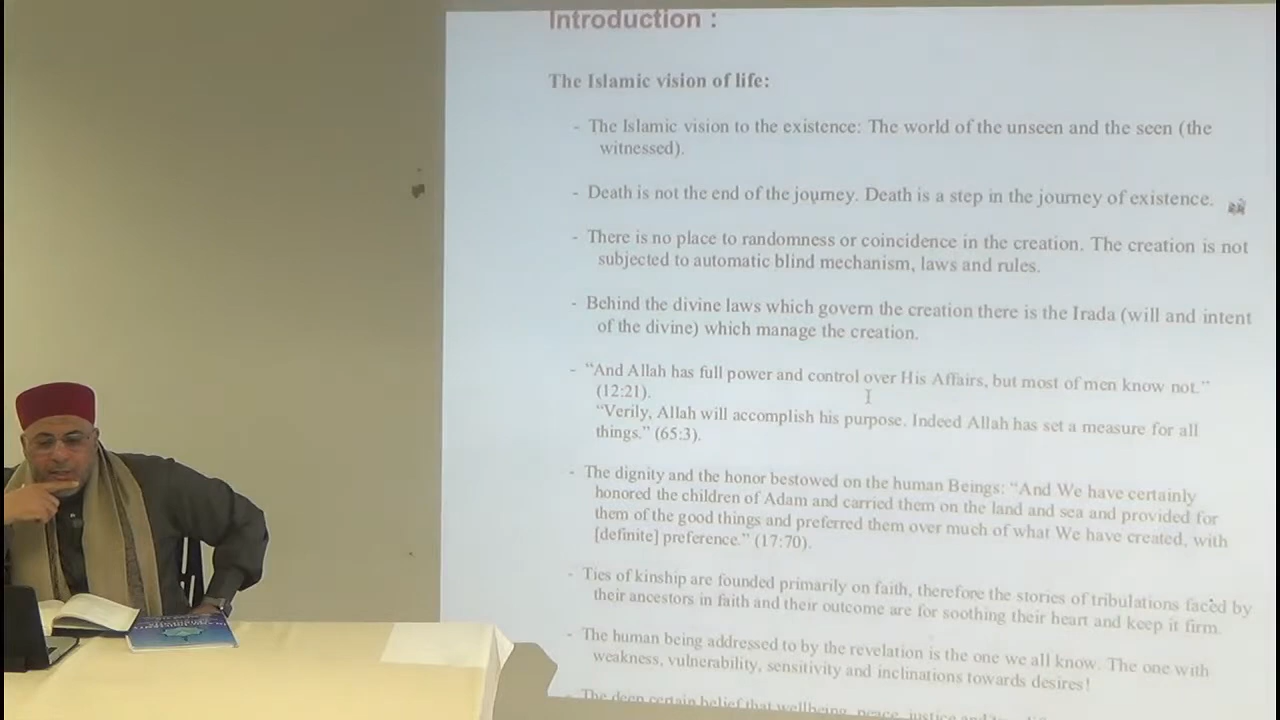 Introduction :
The Islamic vision of life:
- The Islamic vision to the existence: The world of the unseen and the seen (the
witnessed).
- Death is not the end of the journey. Death is a step in the journey of existence.
- There is no place to randomness or coincidence in the creation. The creation is not
subjected to automatic blind mechanism, laws and rules.
- Behind the divine laws which govern the creation there is the Irada (will and intent
of the divine) which manage the creation.
- “And Allah has full power and control over His Affairs, but most of men know not.”
(12:21).
“Verily, Allah will accomplish his purpose. Indeed Allah has set a measure for all
things.” (65:3).
- The dignity and the honor bestowed on the human Beings: “And We have certainly
honored the children of Adam and carried them on the land and sea and provided for
them of the good things and preferred them over much of what We have created, with
[definite] preference.” (17:70).
- Ties of kinship are founded primarily on faith, therefore the stories of tribulations faced by
their ancestors in faith and their outcome are for soothing their heart and keep it firm.
- The human being addressed to by the revelation is the one we all know. The one with
weakness, vulnerability, sensitivity and inclinations towards desires!
- The deep certain belief that wellbeing, peace, justice and